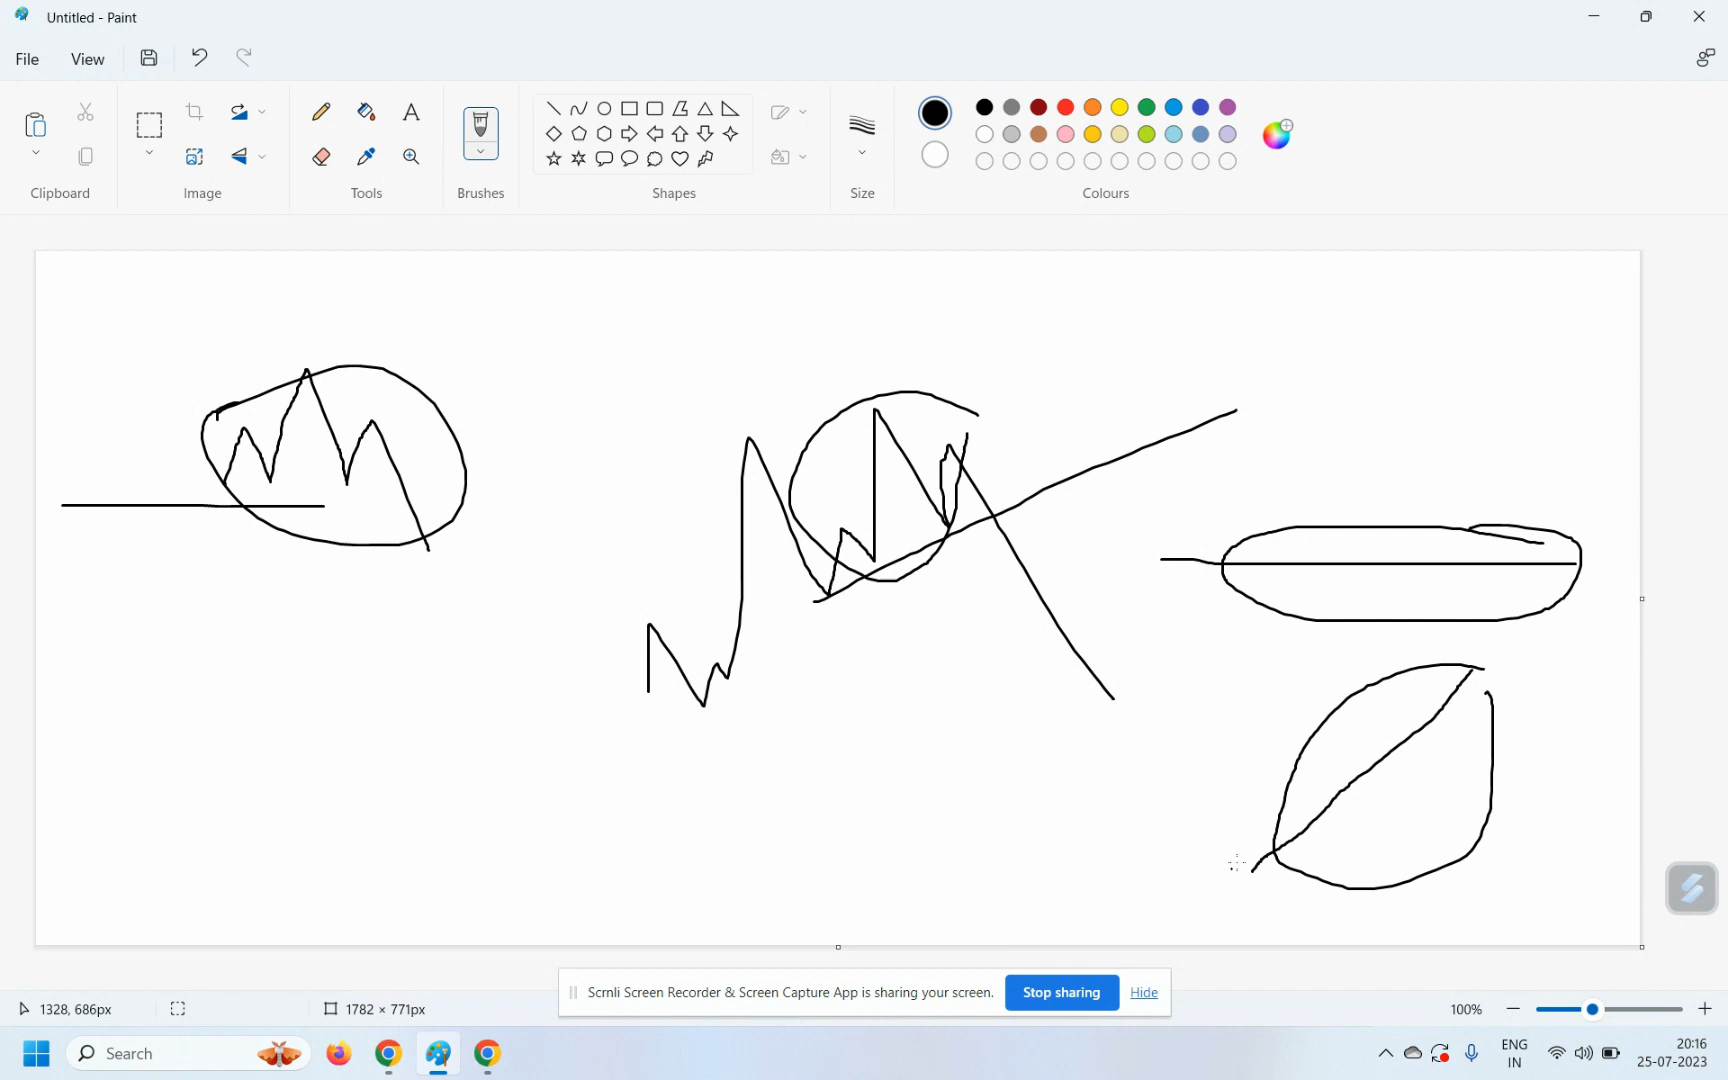 Untitled - Paint
File View
Clipboard
Image
Tools
Brushes
Shapes
Size
Colours
Scrnli Screen Recorder & Screen Capture App is sharing your screen. Stop sharing Hide
1328, 686px
1782 × 771px
100%
Search
ENG
IN
20:16
25-07-2023